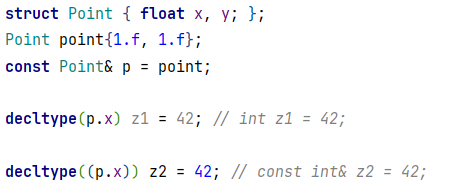 struct Point { float x, y; };
Point point{1.f, 1.f};
const Point& p = point;
decltype(p.x) z1 = 42; // int z1 = 42;
decltype((p.x)) z2 = 42; // const int& z2 = 42;